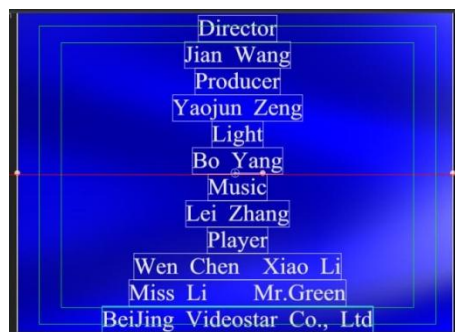 Director
Jian Wang
Producer
Yaojun Zeng
Light
Bo Yang
Music
Lei Zhang
Player
Wen Chen Xiao Li
Miss Li Mr.Green
BeiJing Videostar Co., Ltd